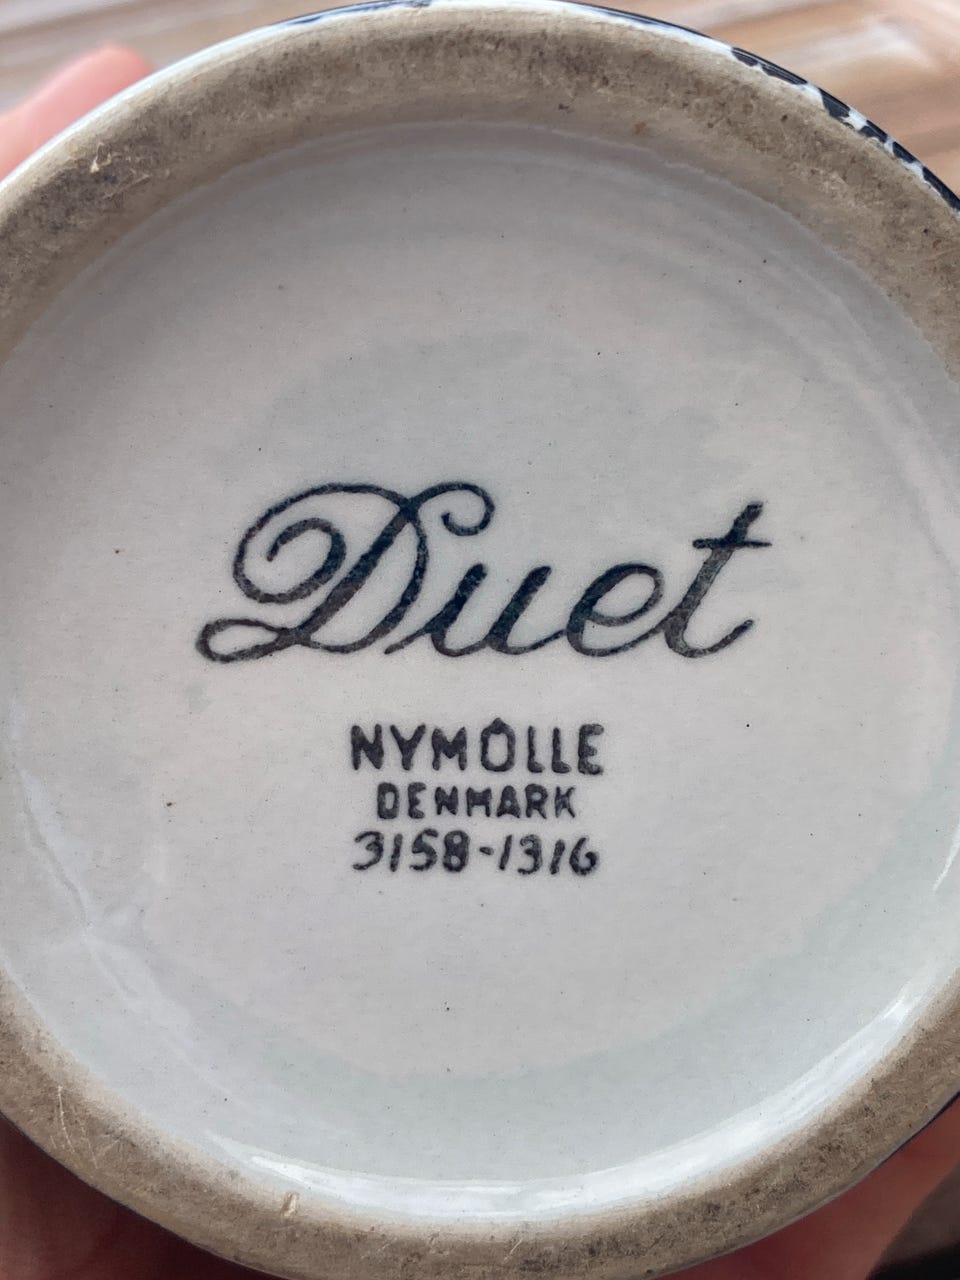 Duet
NYMÖLLE
DENMARK
3158-1316